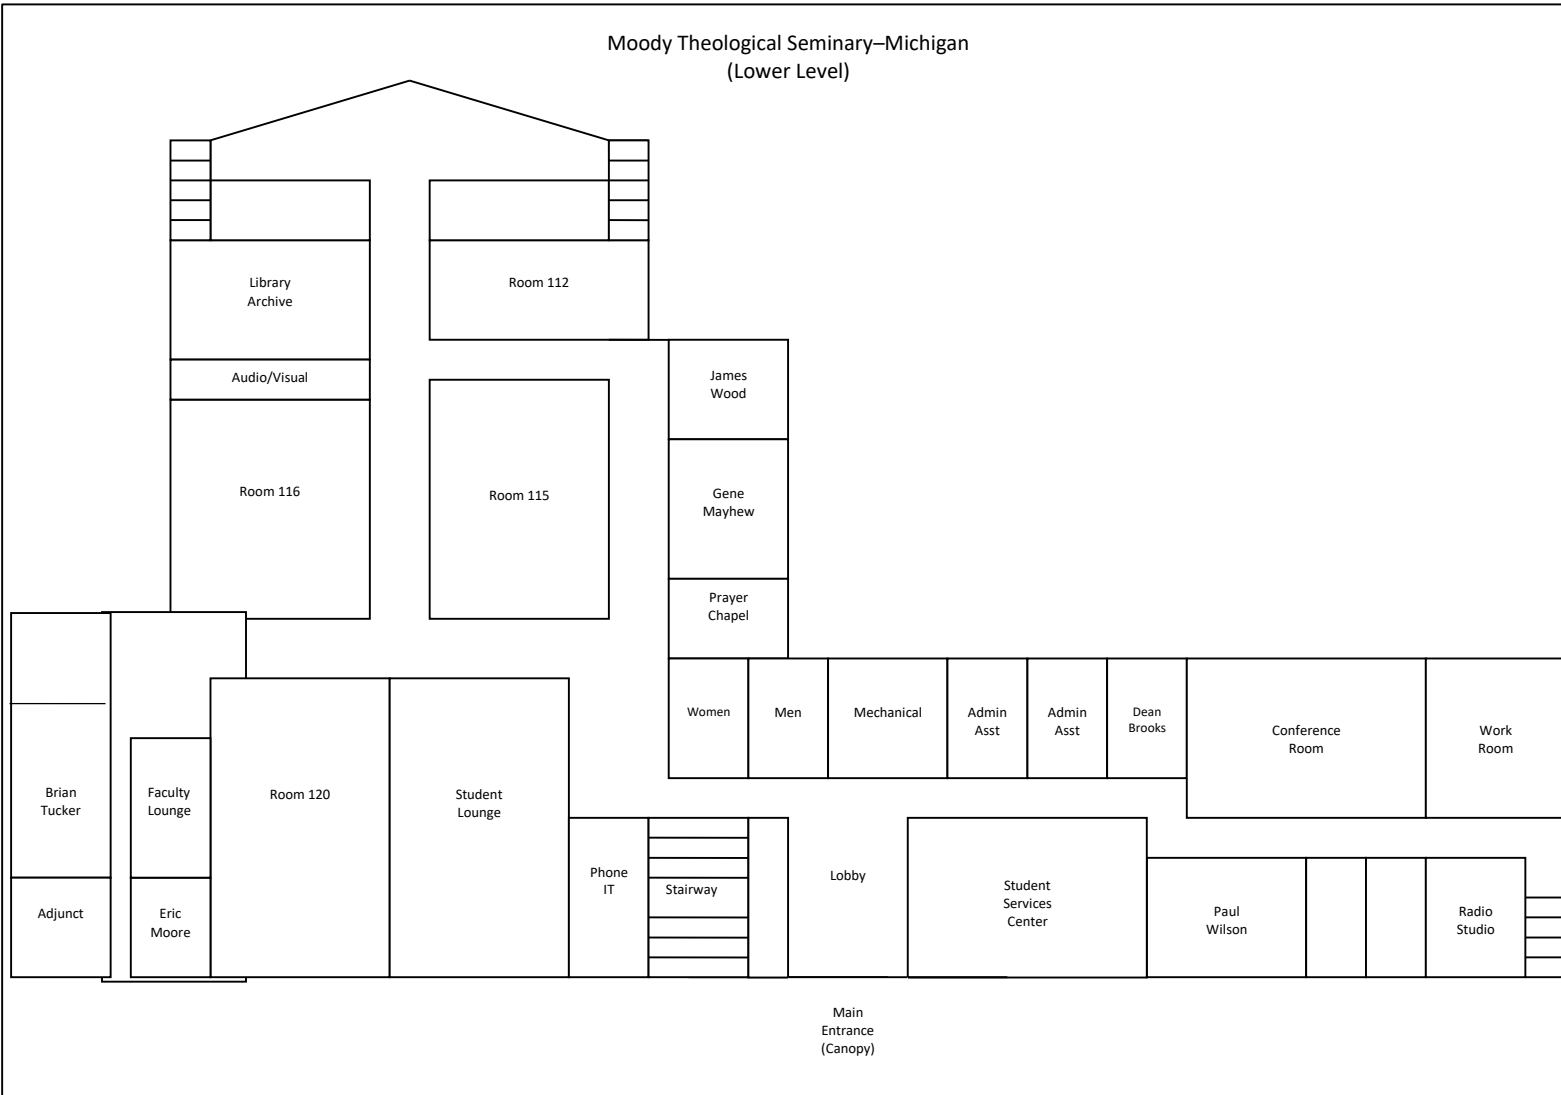 Moody Theological Seminary–Michigan
(Lower Level)
Library
Archive
Room 112
Audio/Visual
James
Wood
Room 116
Room 115
Gene
Mayhew
Prayer
Chapel
Women
Men
Mechanical
Admin
Asst
Admin
Asst
Dean
Brooks
Conference
Room
Work
Room
Brian
Tucker
Faculty
Lounge
Room 120
Student
Lounge
Phone
IT
Stairway
Lobby
Student
Services
Center
Adjunct
Eric
Moore
Paul
Wilson
Radio
Studio
Main
Entrance
(Canopy)